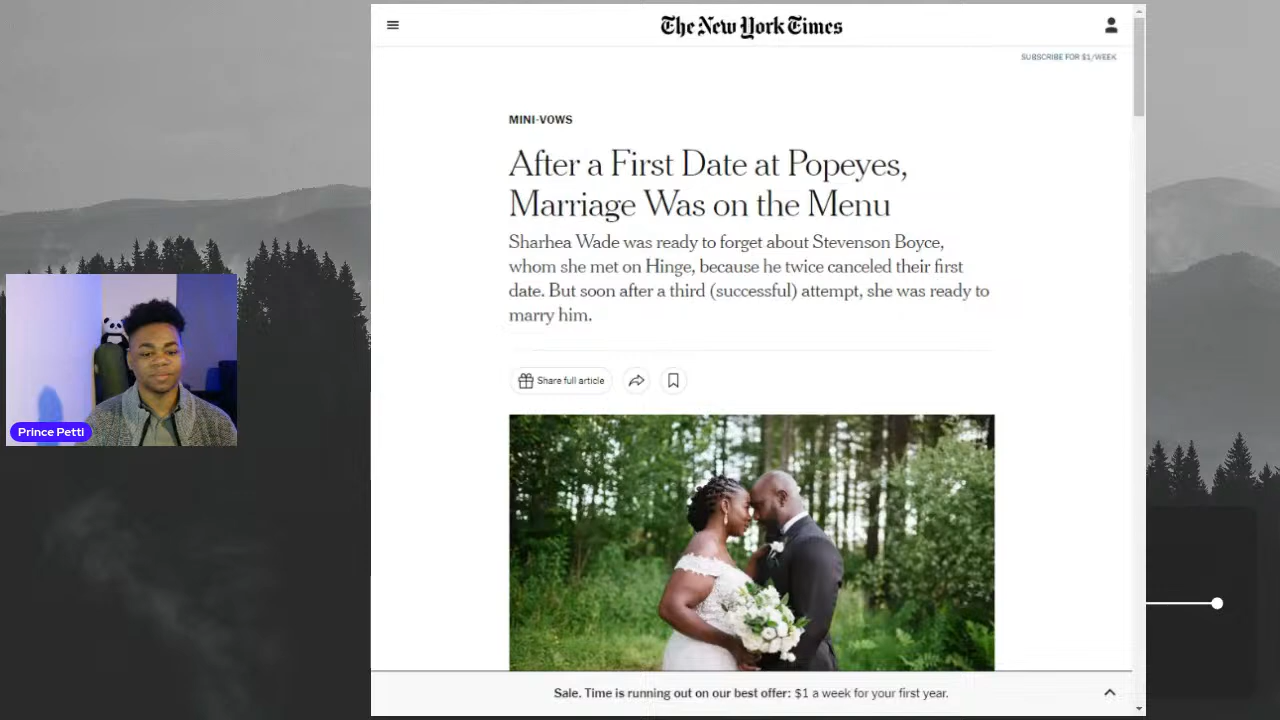 The New York Times
SUBSCRIBE FOR $1/WEEK
MINI-VOWS
After a First Date at Popeyes,
Marriage Was on the Menu
Sharhea Wade was ready to forget about Stevenson Boyce,
whom she met on Hinge, because he twice canceled their first
date. But soon after a third (successful) attempt, she was ready to
marry him.
Share full article
Prince Petti
Sale. Time is running out on our best offer: $1 a week for your first year.